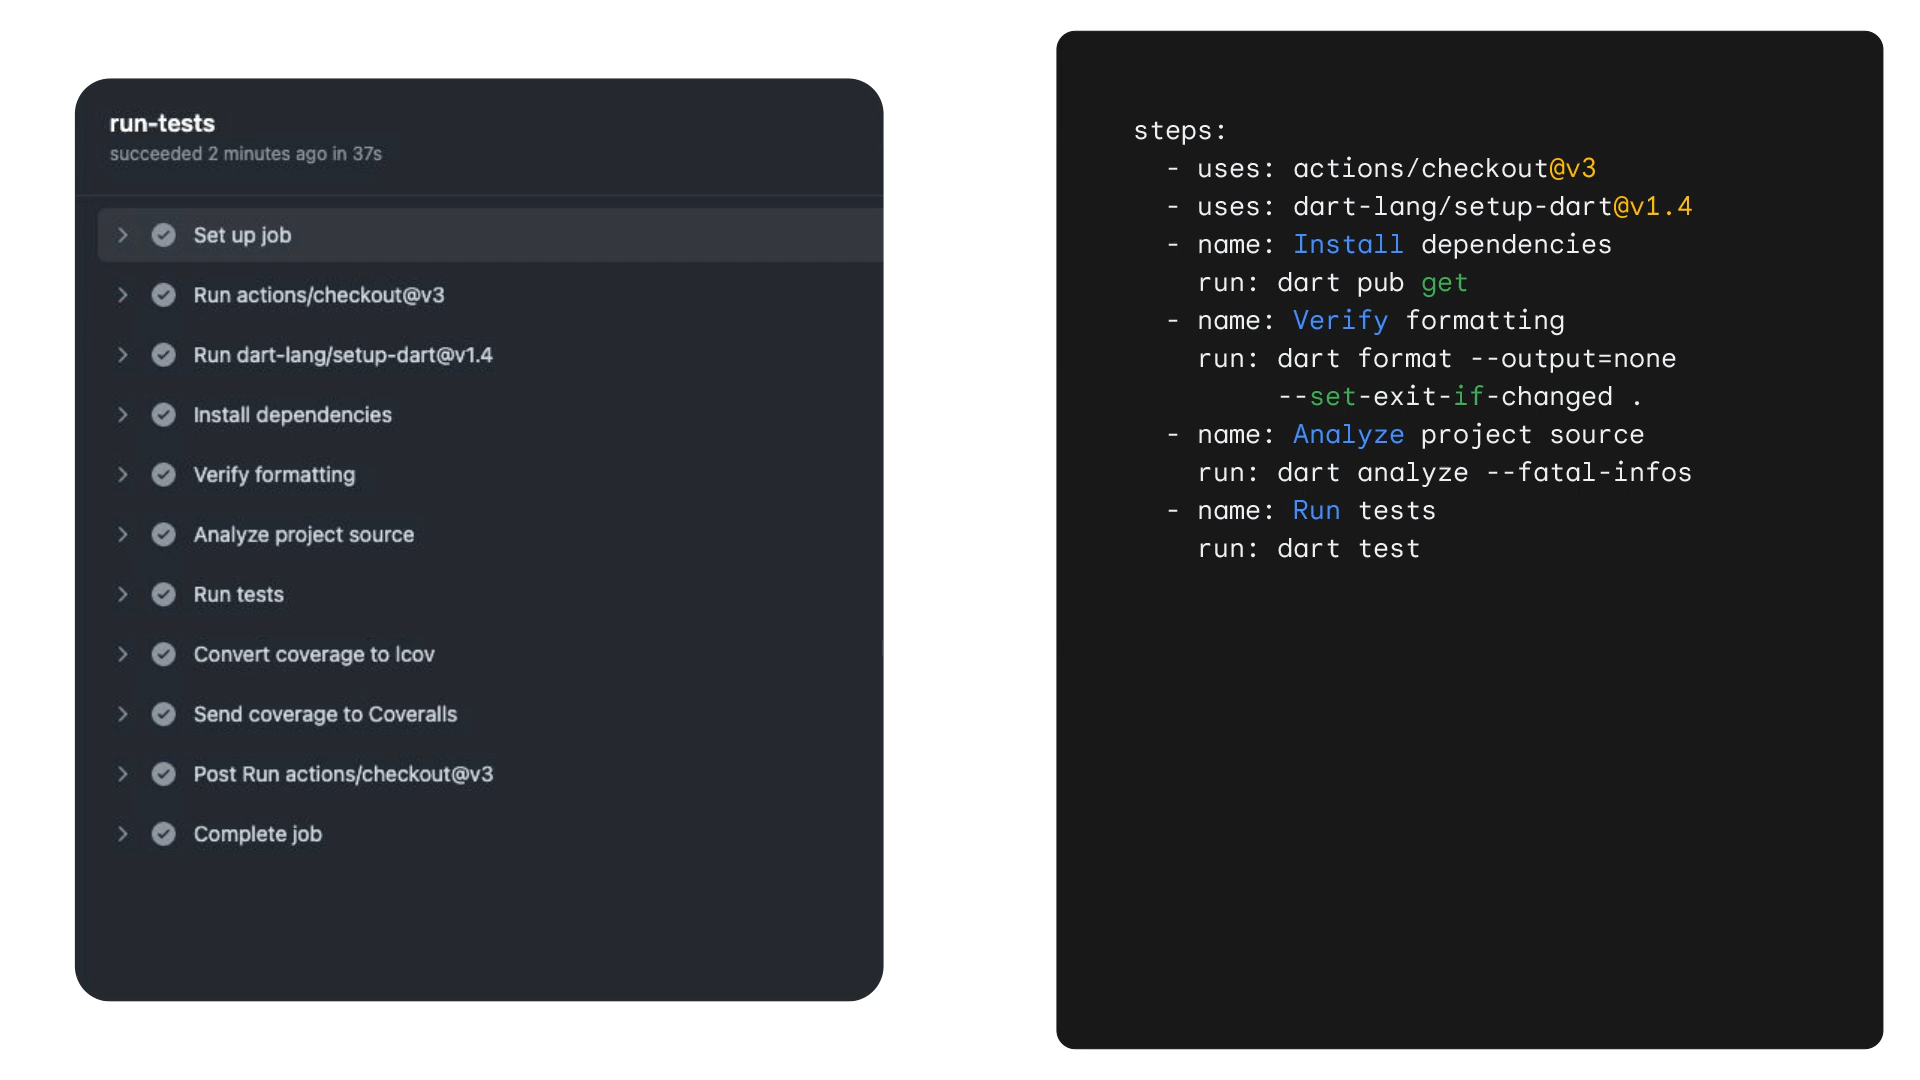 run-tests
succeeded 2 minutes ago in 37s
Set up job
Run actions/checkout@v3
Run dart-lang/setup-dart@v1.4
Install dependencies
Verify formatting
Analyze project source
Run tests
Convert coverage to lcov
Send coverage to Coveralls
Post Run actions/checkout@v3
Complete job
steps:
  - uses: actions/checkout@v3
  - uses: dart-lang/setup-dart@v1.4
  - name: Install dependencies
    run: dart pub get
  - name: Verify formatting
    run: dart format --output=none
         --set-exit-if-changed .
  - name: Analyze project source
    run: dart analyze --fatal-infos
  - name: Run tests
    run: dart test